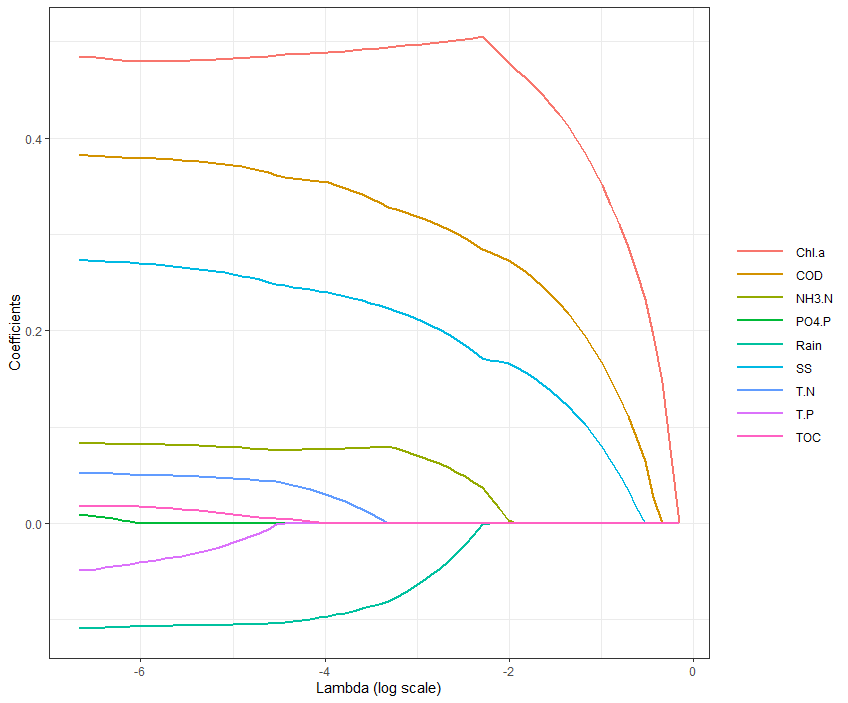 0.4
0.2
0.0
Coefficients
-6
-4
-2
0
Lambda (log scale)
Chl.a
COD
NH3.N
PO4.P
Rain
SS
T.N
T.P
TOC